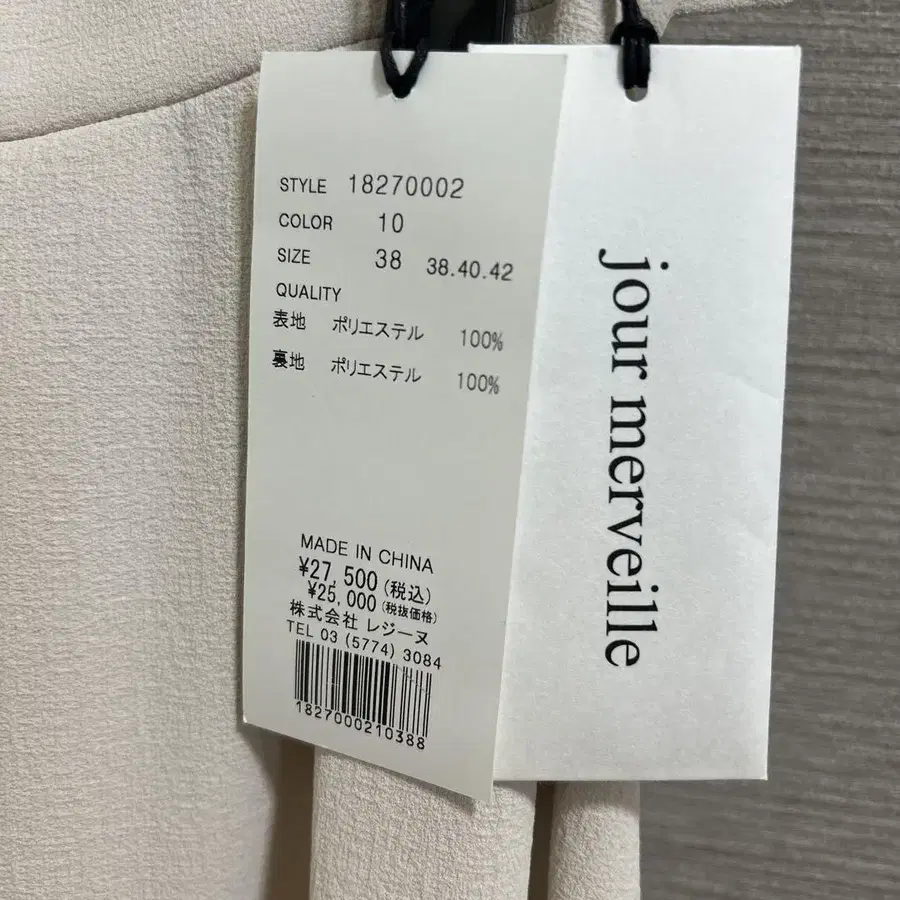 STYLE 18270002
COLOR 10
SIZE 38 38.40.42
QUALITY
表地 ポリエステル 100%
裏地 ポリエステル 100%
MADE IN CHINA
¥27,500(税込)
¥25,000(税抜価格)
株式会社 レジーヌ
TEL 03 (5774) 3084
1827000210388
jour merveille